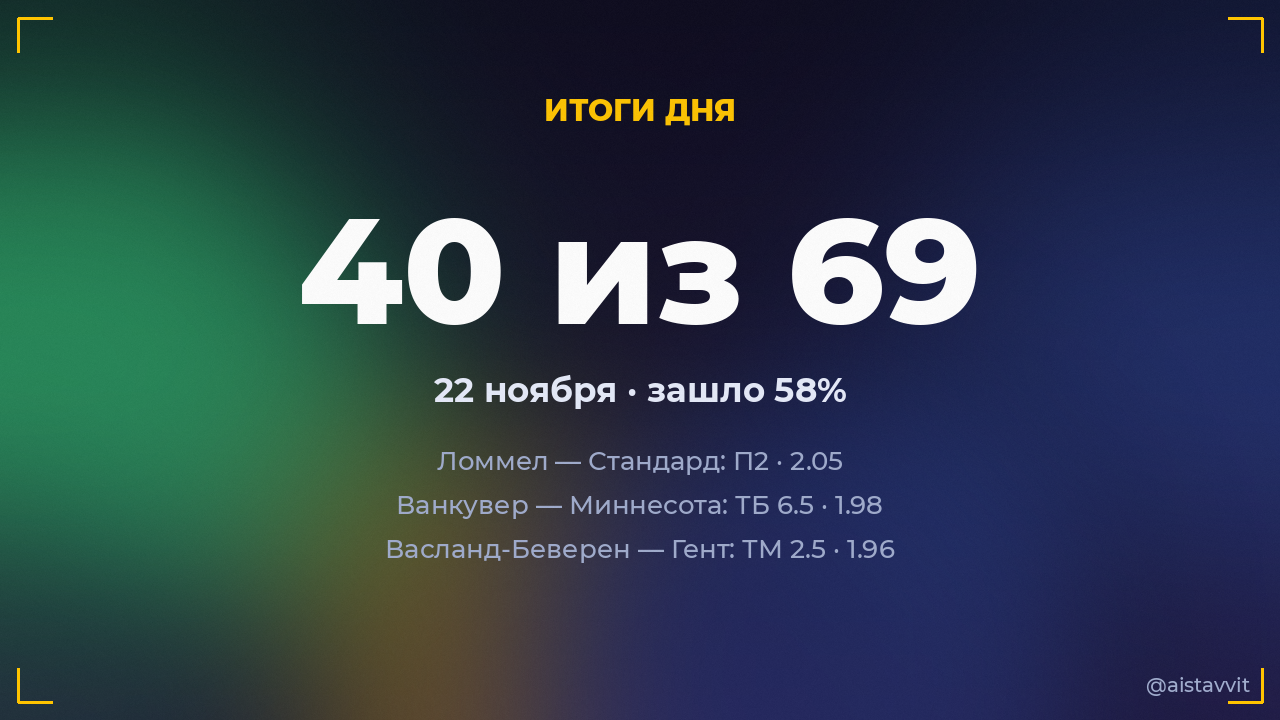 ИТОГИ ДНЯ
40 из 69
22 ноября · зашло 58%
Ломмел — Стандард: П2 · 2.05
Ванкувер — Миннесота: ТБ 6.5 · 1.98
Васланд-Беверен — Гент: ТМ 2.5 · 1.96
@aistavvit